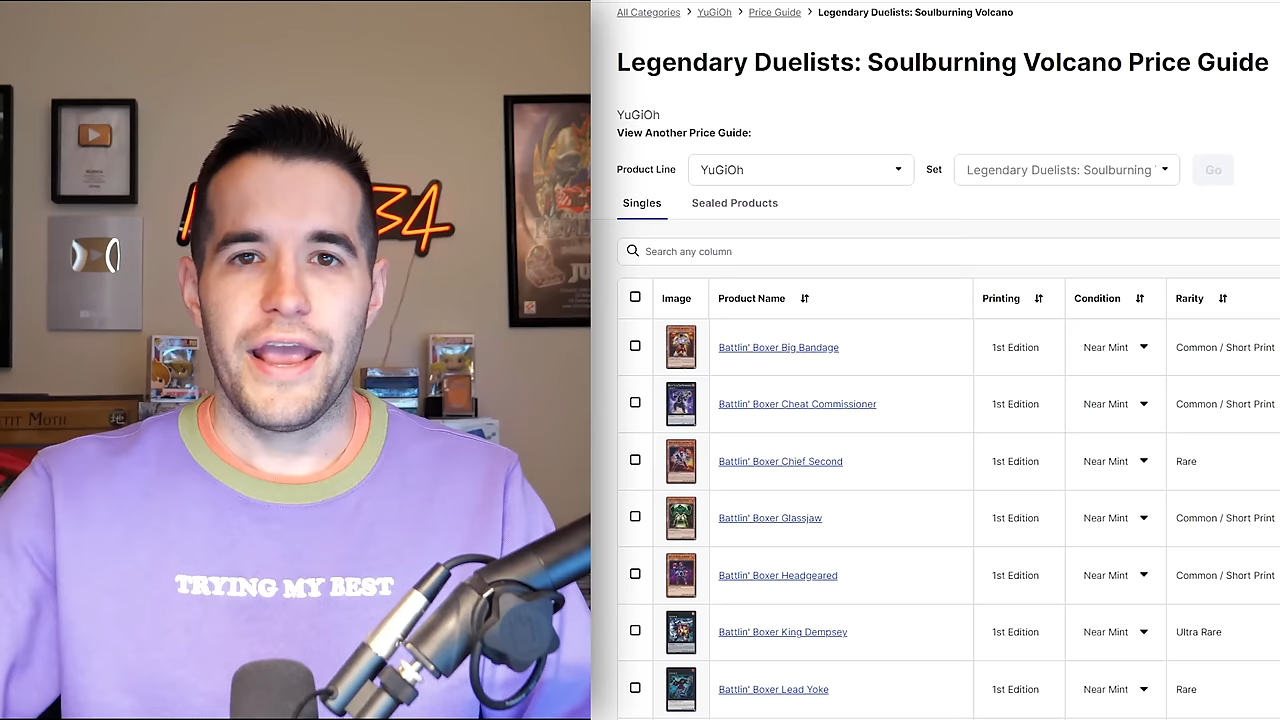 All Categories > YuGiOh > Price Guide > Legendary Duelists: Soulburning Volcano
Legendary Duelists: Soulburning Volcano Price Guide
YuGiOh
View Another Price Guide:
Product Line YuGiOh Set Legendary Duelists: Soulburning Go
Singles Sealed Products
Search any column
Image Product Name Printing Condition Rarity
Battlin' Boxer Big Bandage 1st Edition Near Mint Common / Short Print
Battlin' Boxer Cheat Commissioner 1st Edition Near Mint Common / Short Print
Battlin' Boxer Chief Second 1st Edition Near Mint Rare
Battlin' Boxer Glassjaw 1st Edition Near Mint Common / Short Print
Battlin' Boxer Headgeared 1st Edition Near Mint Common / Short Print
Battlin' Boxer King Dempsey 1st Edition Near Mint Ultra Rare
Battlin' Boxer Lead Yoke 1st Edition Near Mint Rare
34
TIT MOTH
TRYING MY BEST